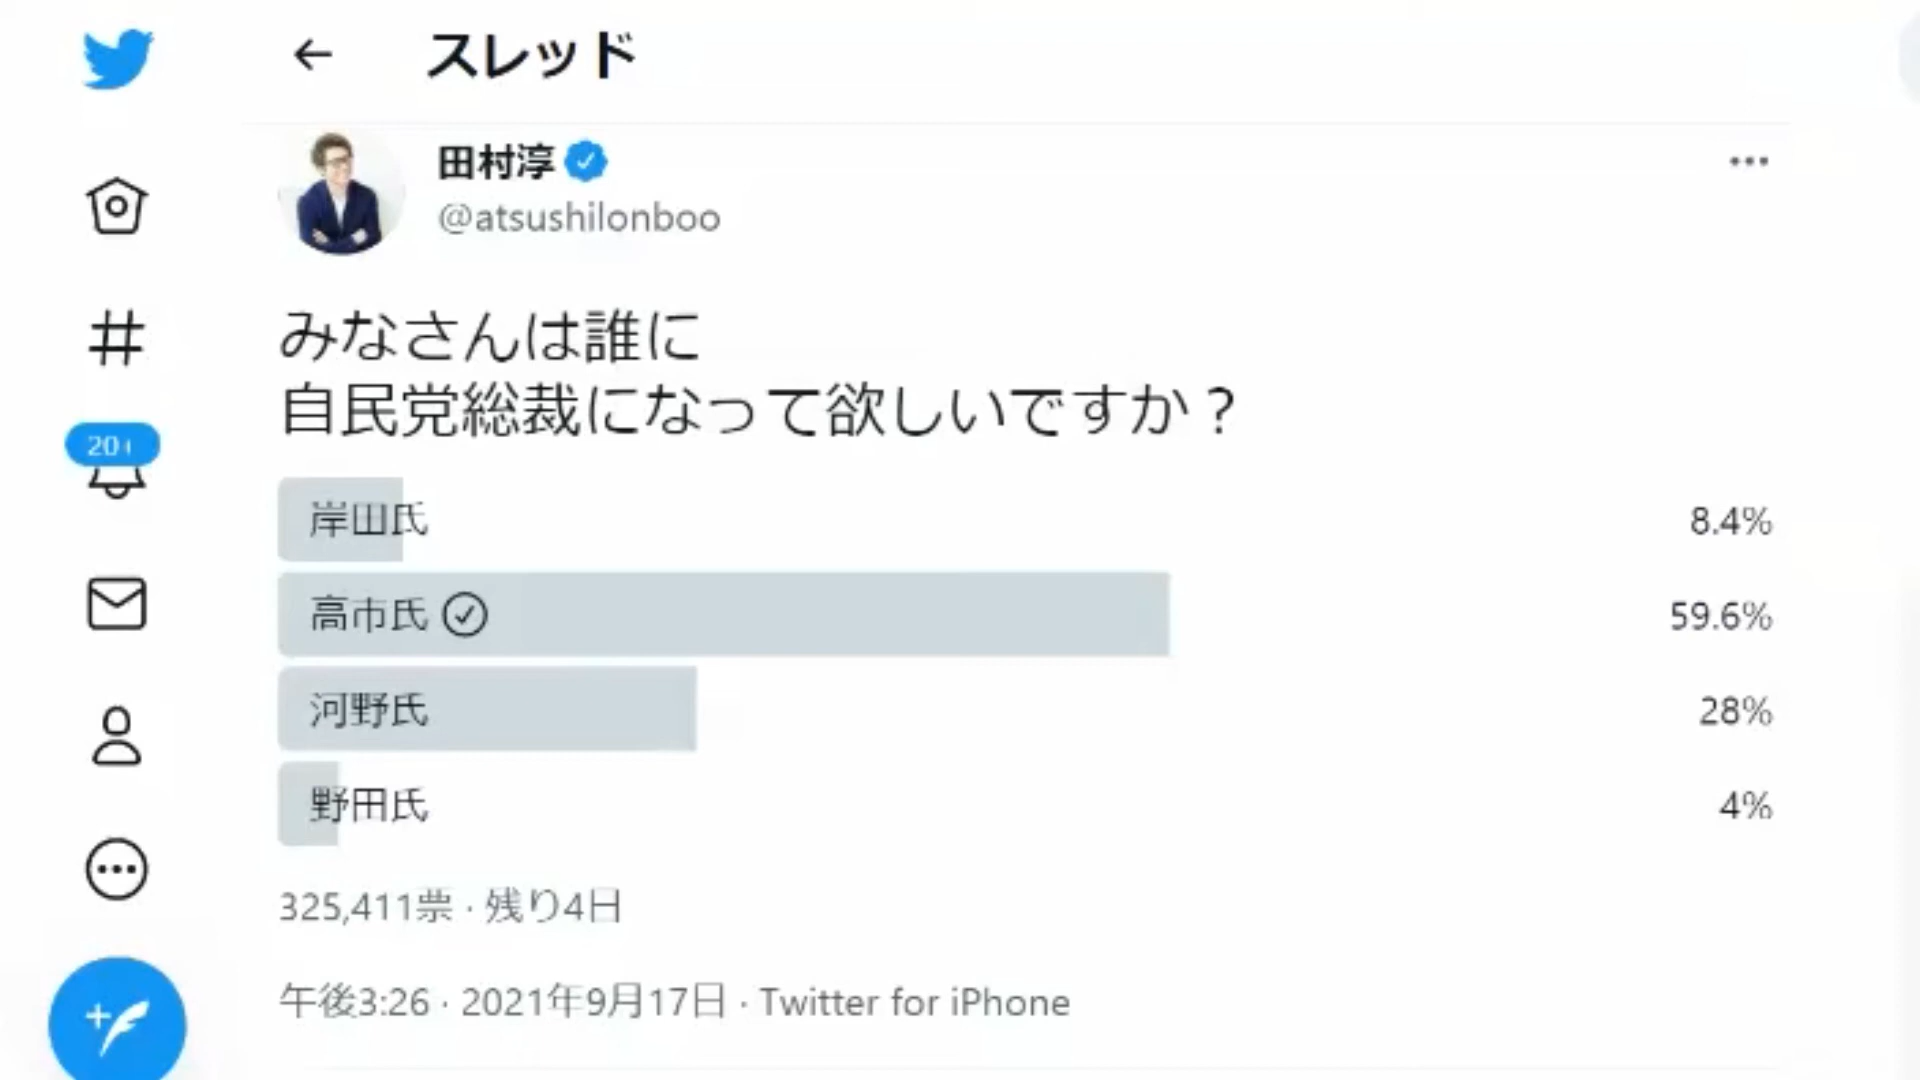 スレッド
田村淳
@atsushilonboo
みなさんは誰に
自民党総裁になって欲しいですか？
20+
岸田氏 8.4%
高市氏 59.6%
河野氏 28%
野田氏 4%
325,411票 · 残り4日
午後3:26 · 2021年9月17日 · Twitter for iPhone